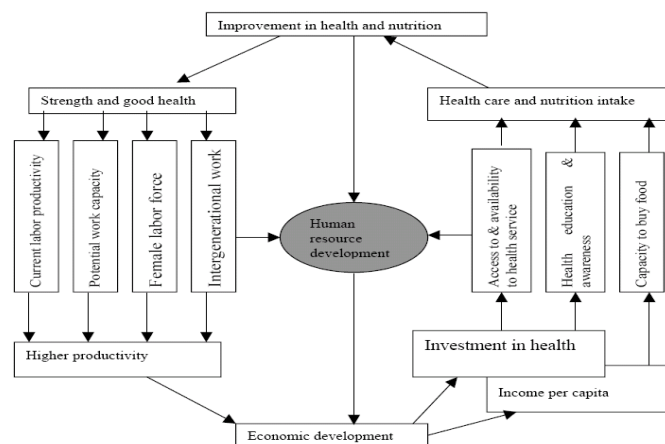 Improvement in health and nutrition
Strength and good health
Health care and nutrition intake
Current labor productivity
Potential work capacity
Female labor force
Intergenerational work
Human
resource
development
Access to & availability
to health service
Health education &
awareness
Capacity to buy food
Higher productivity
Investment in health
Income per capita
Economic development